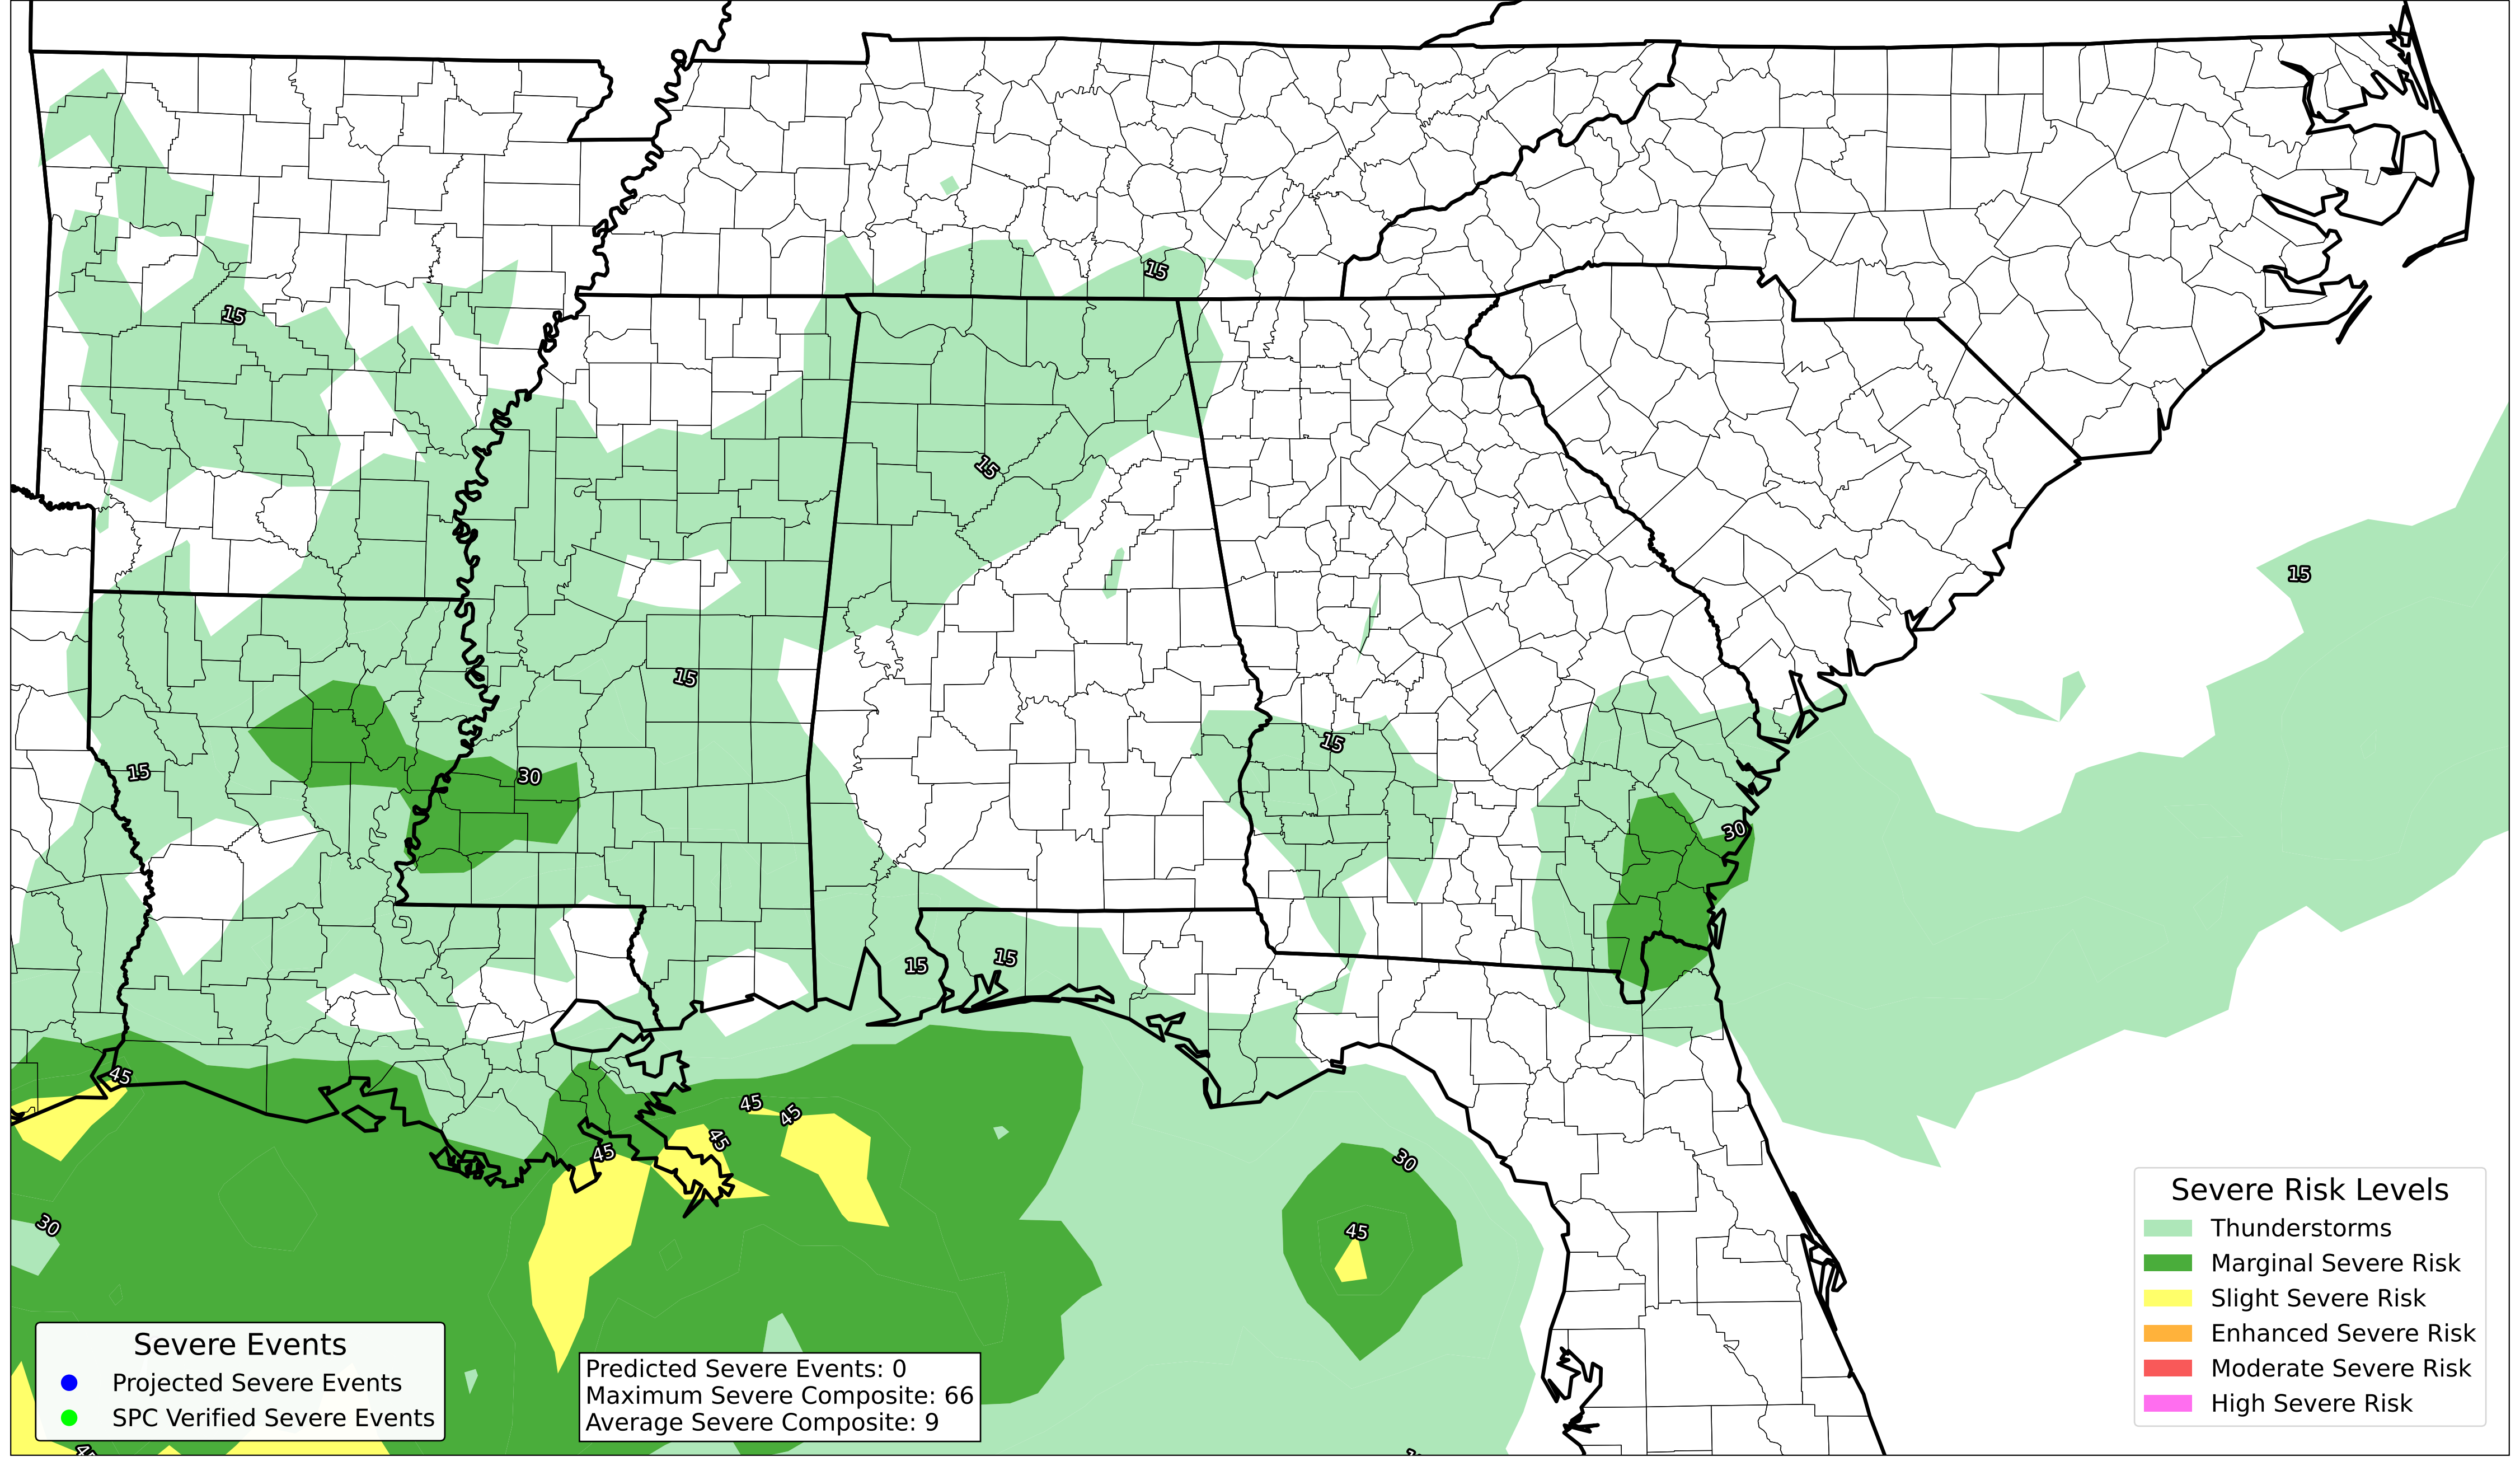 15
15
15
15
15
15
30
15
30
15
15
45
45
45
45
45
30
30
45
Severe Risk Levels
Thunderstorms
Marginal Severe Risk
Slight Severe Risk
Enhanced Severe Risk
Moderate Severe Risk
High Severe Risk
Severe Events
Projected Severe Events
SPC Verified Severe Events
Predicted Severe Events: 0
Maximum Severe Composite: 66
Average Severe Composite: 9